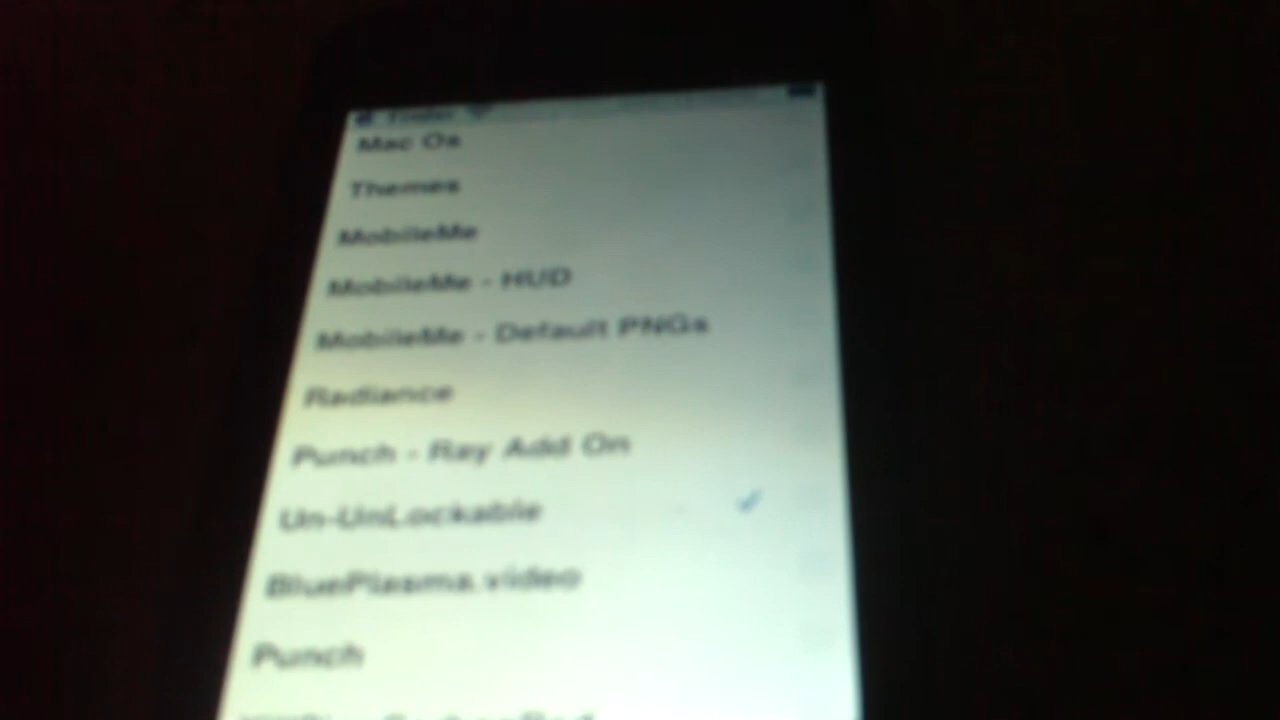 Finder
Mac Os
Themes
MobileMe
MobileMe - HUD
MobileMe - Default PNGs
Radiance
Punch - Ray Add On
Un-UnLockable
BluePlasma.video
Punch